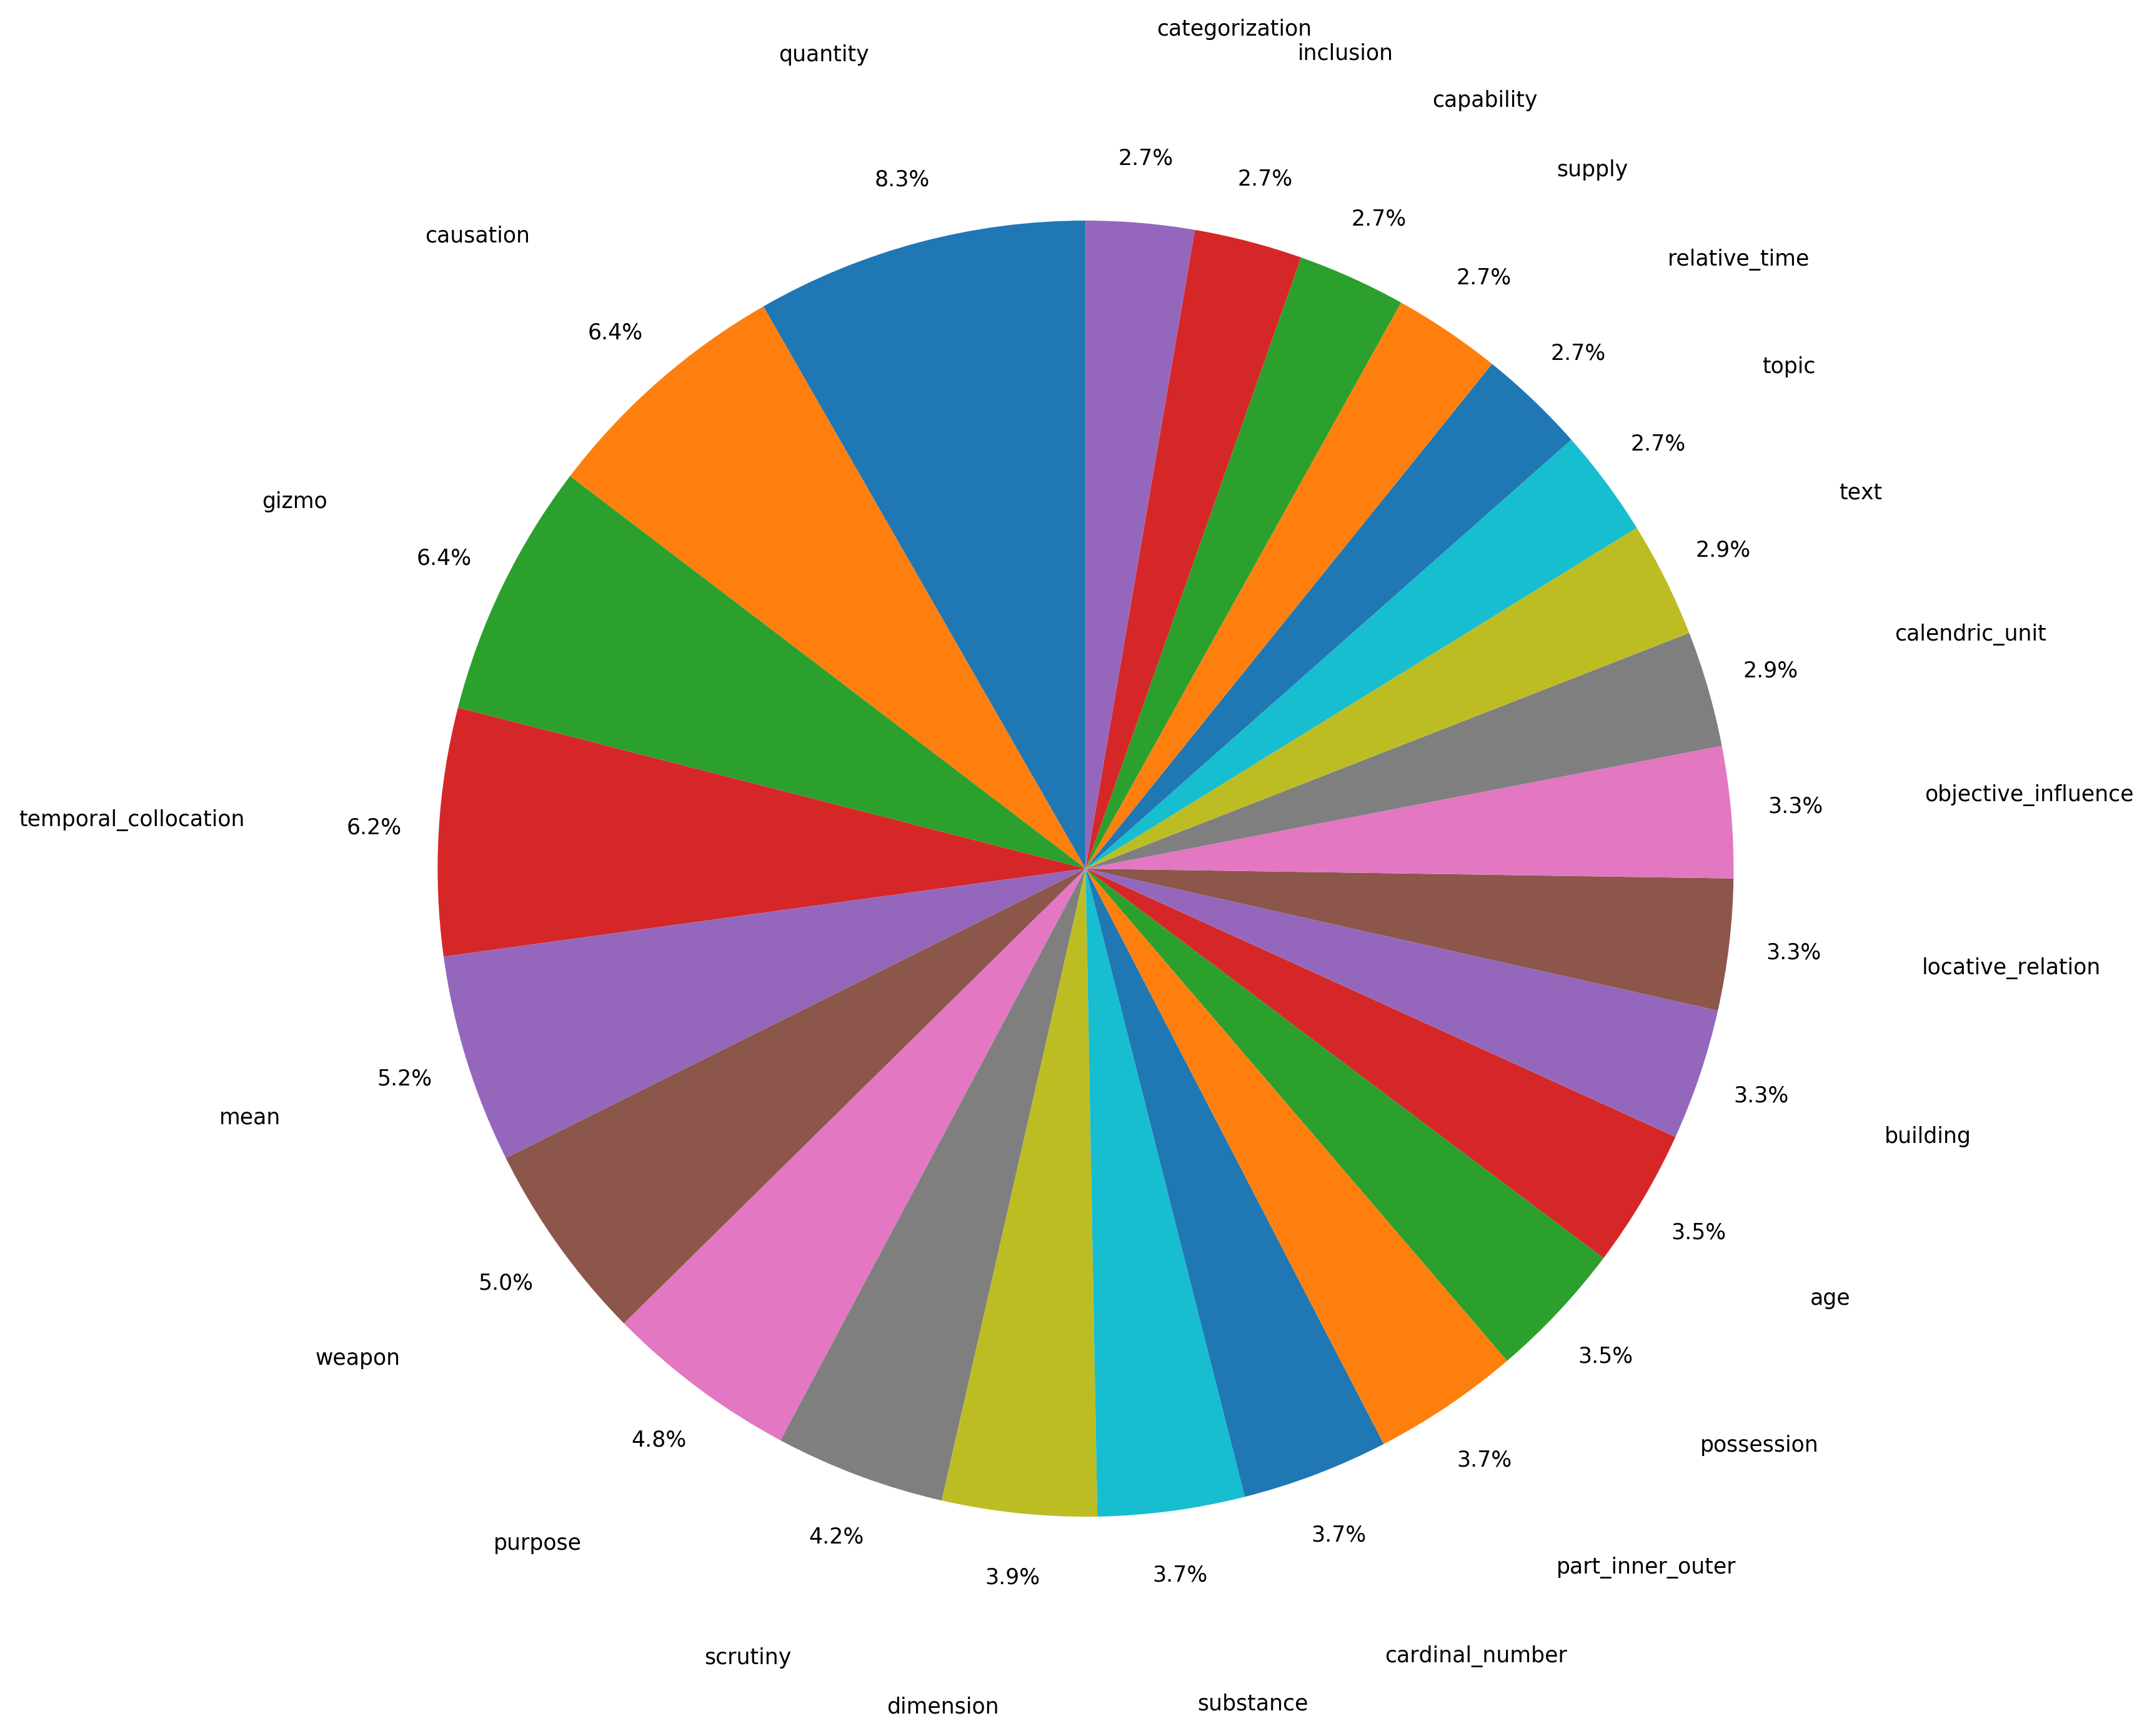 categorization
inclusion
quantity
capability
2.7%
supply
2.7%
8.3%
2.7%
causation
relative_time
2.7%
6.4%
2.7%
topic
2.7%
text
gizmo
2.9%
6.4%
calendric_unit
2.9%
objective_influence
3.3%
temporal_collocation
6.2%
3.3%
locative_relation
5.2%
3.3%
mean
building
3.5%
5.0%
age
3.5%
weapon
4.8%
possession
3.7%
4.2%
3.7%
purpose
part_inner_outer
3.9%
3.7%
scrutiny
cardinal_number
dimension
substance